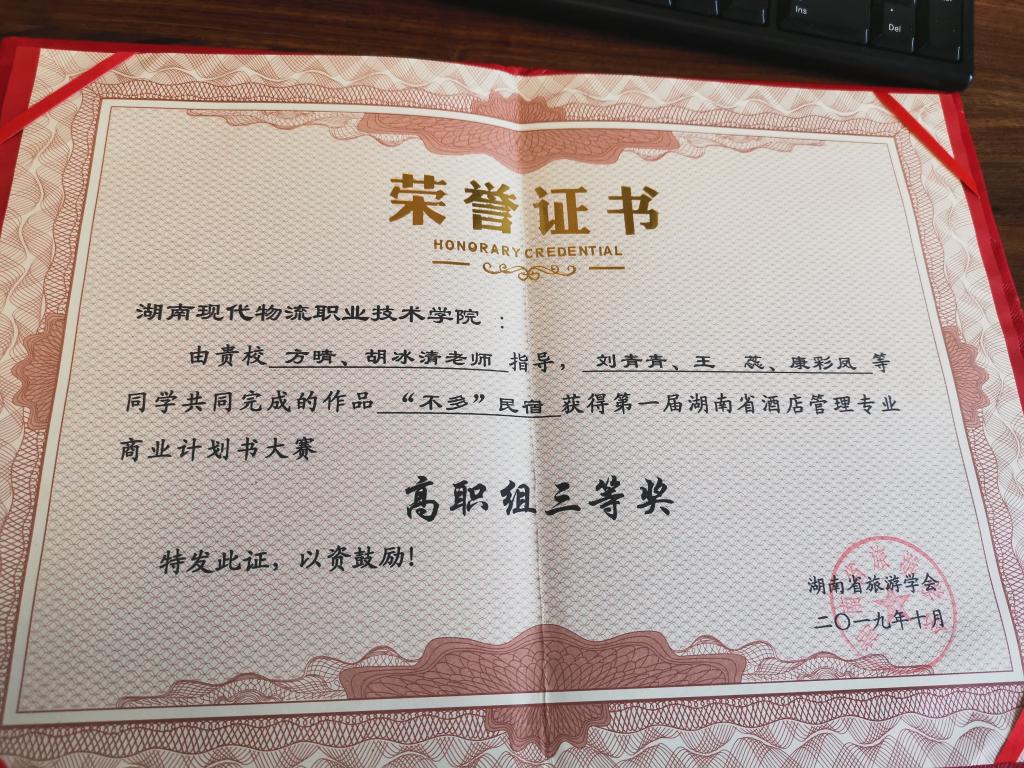 Ins
Del
荣誉证书
HONORARY CREDENTIAL
湖南现代物流职业技术学院：
由贵校方晴、胡冰清老师指导，刘青青、王 蕊、康彩凤等
同学共同完成的作品“不多”民宿获得第一届湖南省酒店管理专业
商业计划书大赛
高职组三等奖
特发此证，以资鼓励！
湖南省旅游学会
二〇一九年十月